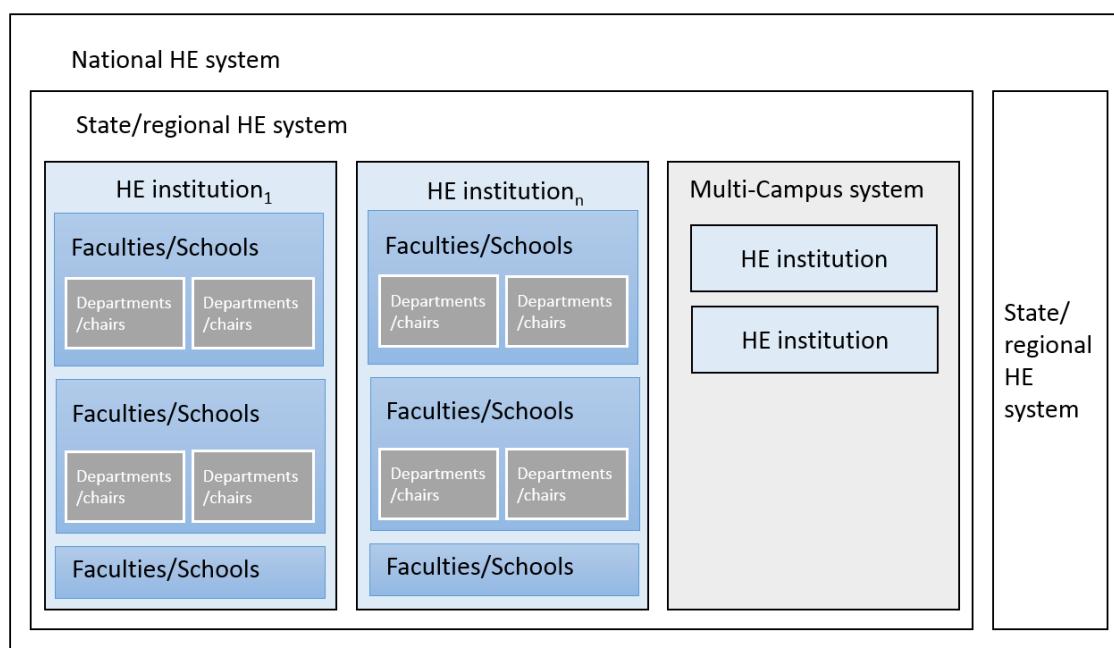 National HE system
State/regional HE system
HE institution₁
Faculties/Schools
Departments
/chairs
Departments
/chairs
Faculties/Schools
Departments
/chairs
Departments
/chairs
Faculties/Schools
HE institutionₙ
Faculties/Schools
Departments
/chairs
Departments
/chairs
Faculties/Schools
Departments
/chairs
Departments
/chairs
Faculties/Schools
Multi-Campus system
HE institution
HE institution
State/
regional
HE
system